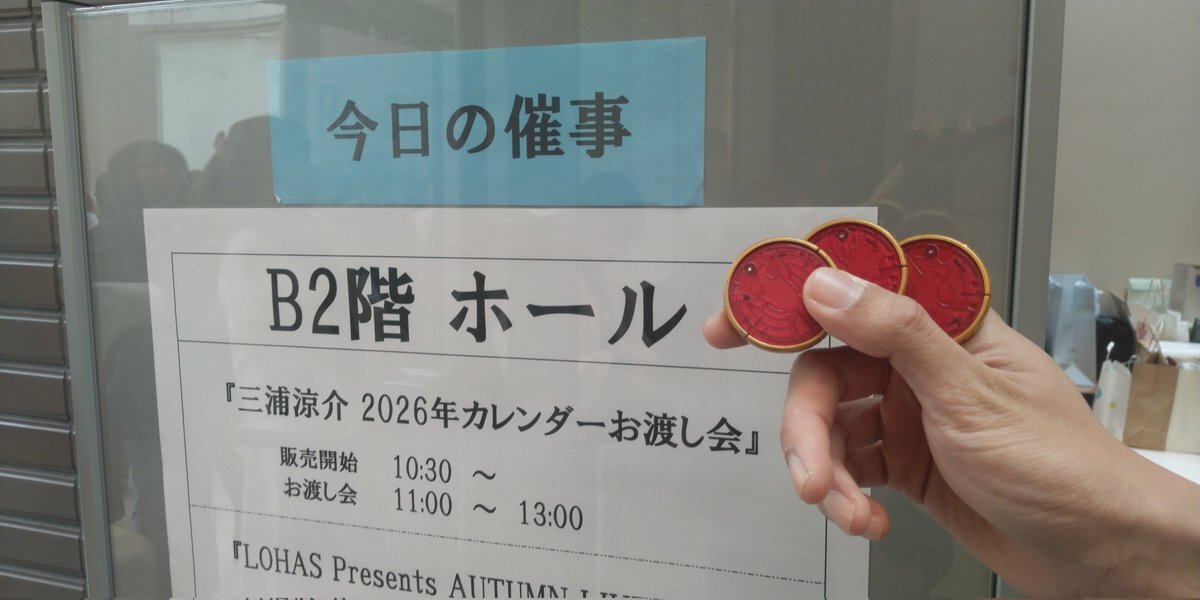 今日の催事
B2階 ホール
『三浦涼介 2026年カレンダーお渡し会』
販売開始 10:30 ～
お渡し会 11:00 ～ 13:00
『LOHAS Presents AUTUMN